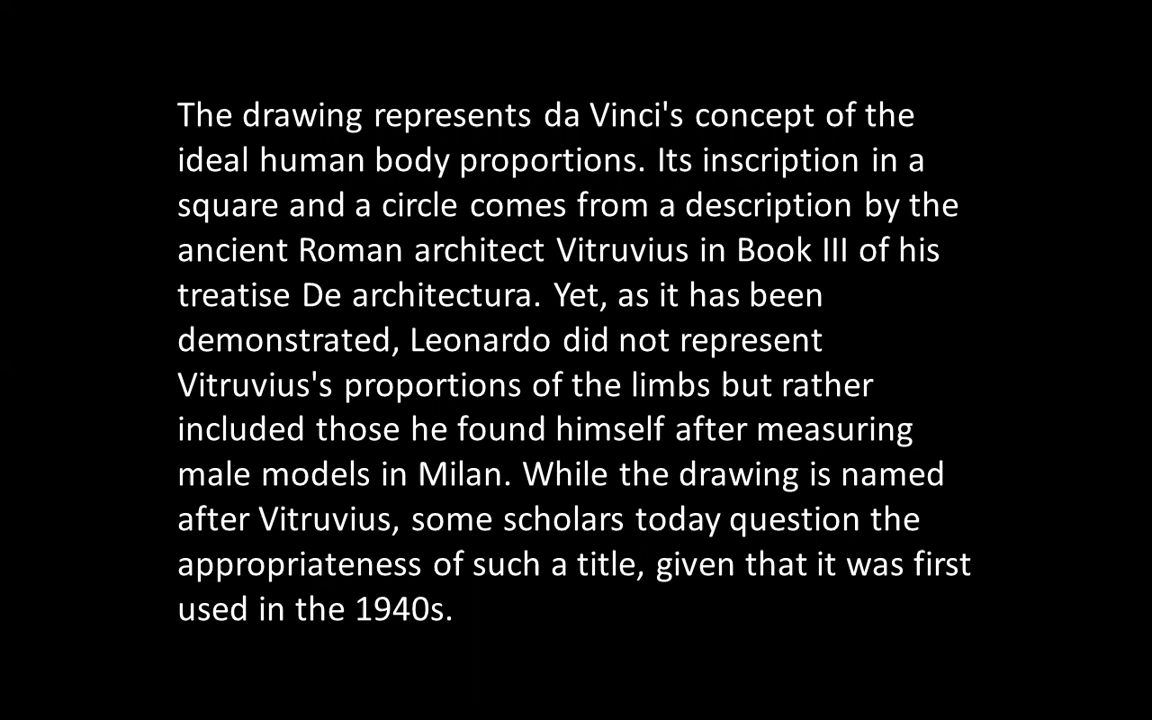 The drawing represents da Vinci's concept of the
ideal human body proportions. Its inscription in a
square and a circle comes from a description by the
ancient Roman architect Vitruvius in Book III of his
treatise De architectura. Yet, as it has been
demonstrated, Leonardo did not represent
Vitruvius's proportions of the limbs but rather
included those he found himself after measuring
male models in Milan. While the drawing is named
after Vitruvius, some scholars today question the
appropriateness of such a title, given that it was first
used in the 1940s.